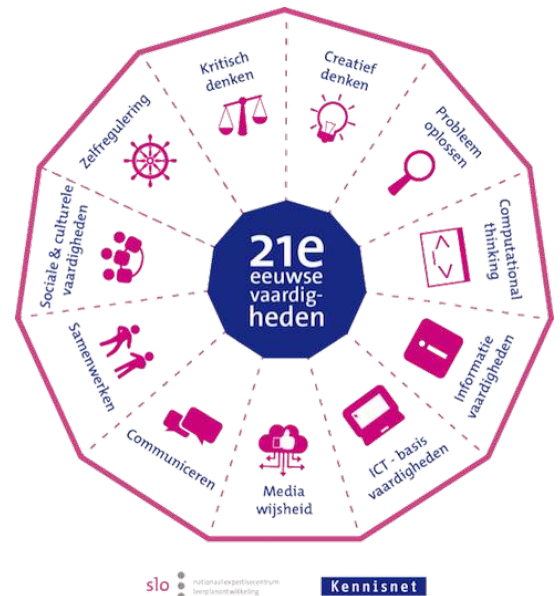 Kritisch
denken
Creatief
denken
Probleem
oplossen
Computational
thinking
Informatie
vaardigheden
ICT - basis
vaardigheden
Media
wijsheid
Communiceren
Samenwerken
Sociale & culturele
vaardigheden
Zelfregulering
21e
eeuwse
vaardig-
heden
slo
nationaal expertisecentrum
leerplanontwikkeling
Kennisnet